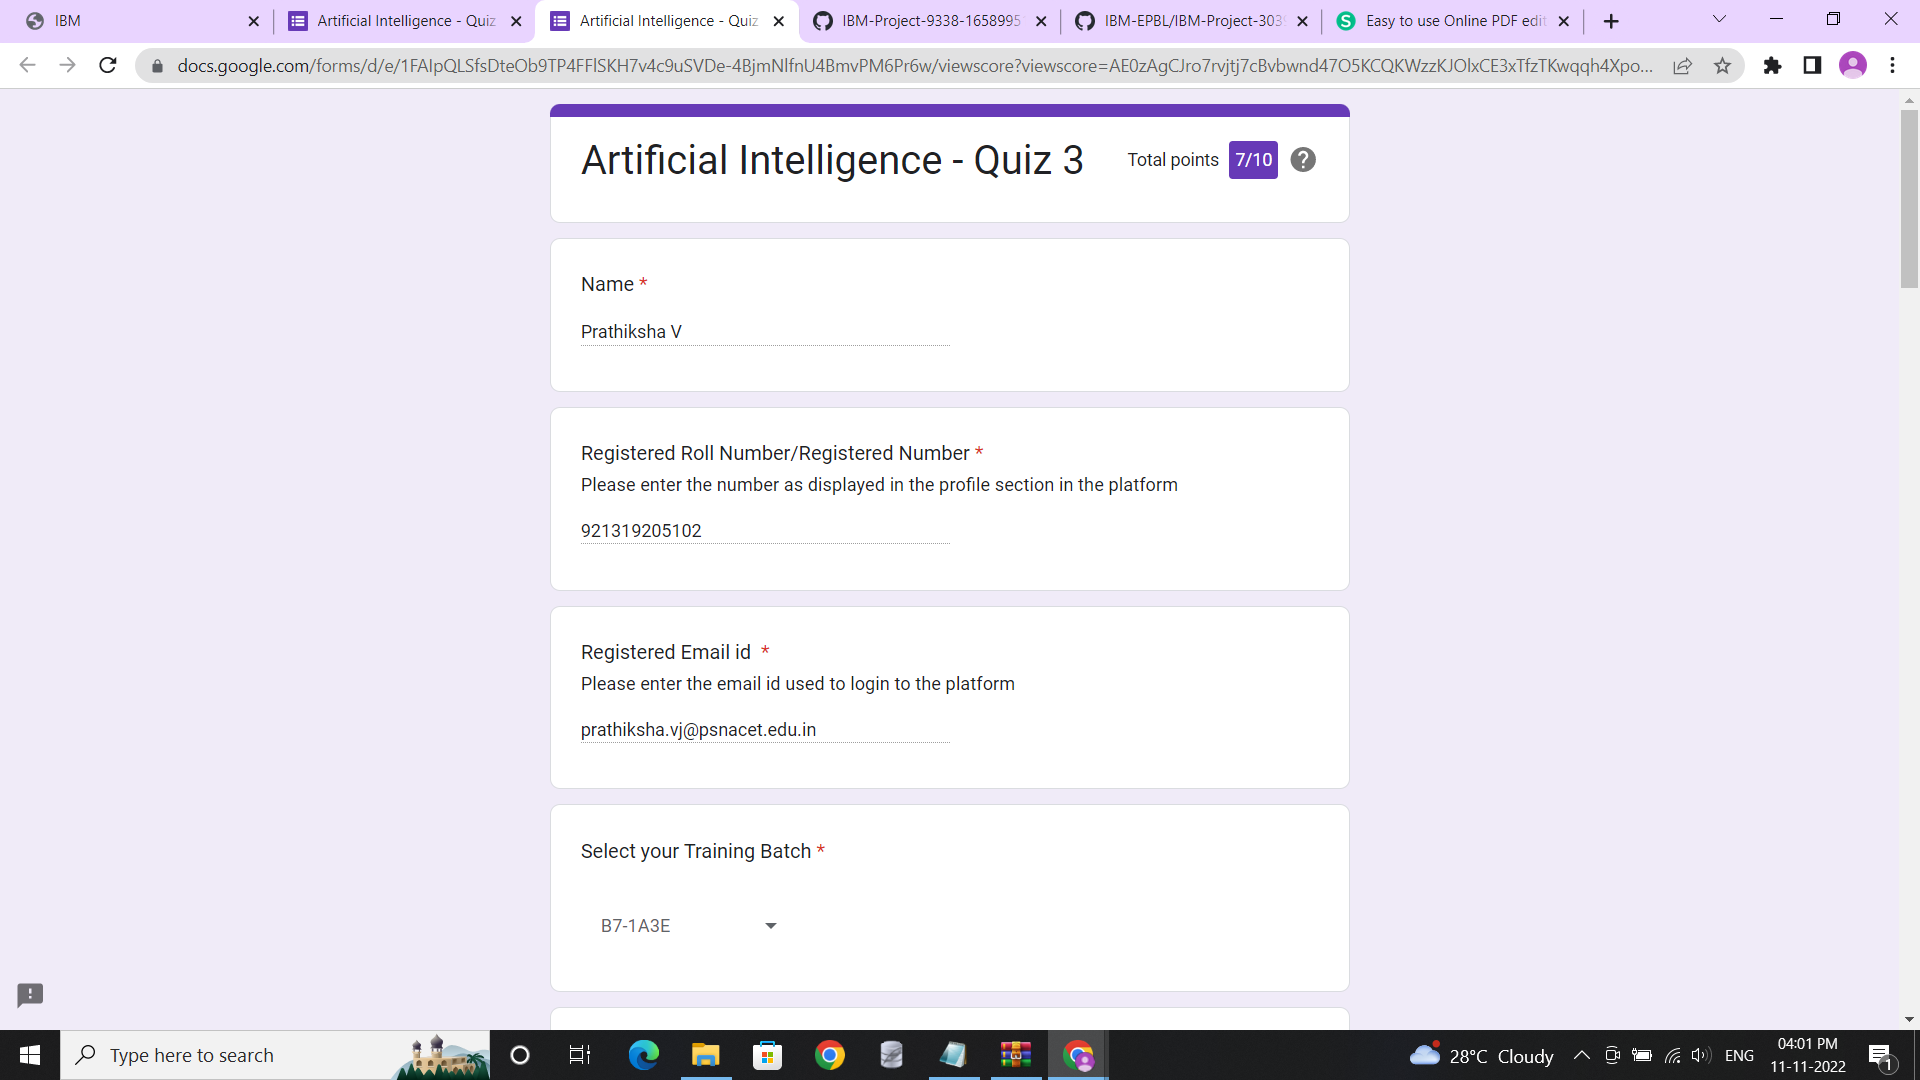 IBM
Artificial Intelligence - Quiz
Artificial Intelligence - Quiz
IBM-Project-9338-1658995
IBM-EPBL/IBM-Project-303
Easy to use Online PDF edit
docs.google.com/forms/d/e/1FAIpQLSfsDteOb9TP4FFlSKH7v4c9uSVDe-4BjmNlfnU4BmvPM6Pr6w/viewscore?viewscore=AE0zAgCJro7rvjtj7cBvbwnd47O5KCQKWzzKJOlxCE3xTfzTKwqqh4Xpo...
Artificial Intelligence - Quiz 3
Total points 7/10
Name *
Prathiksha V
Registered Roll Number/Registered Number *
Please enter the number as displayed in the profile section in the platform
921319205102
Registered Email id *
Please enter the email id used to login to the platform
prathiksha.vj@psnacet.edu.in
Select your Training Batch *
B7-1A3E
Type here to search
28°C Cloudy
ENG
04:01 PM
11-11-2022
1